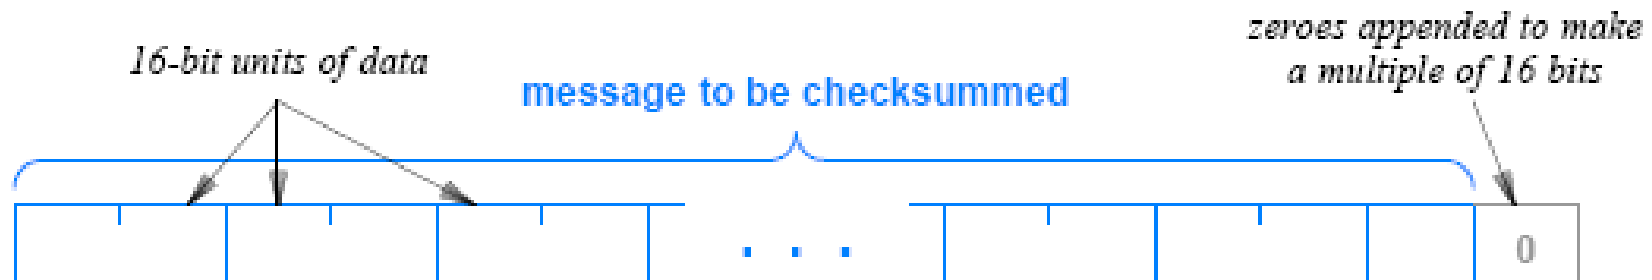 zeroes appended to make
a multiple of 16 bits
16-bit units of data
message to be checksummed
. . .
0